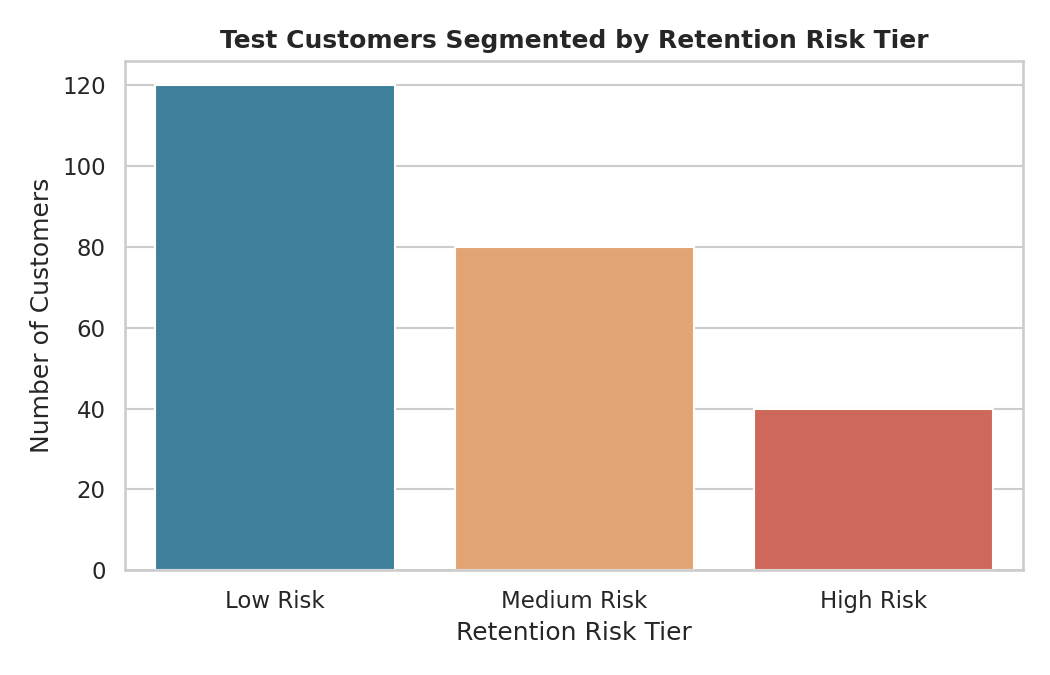 Test Customers Segmented by Retention Risk Tier
Number of Customers
120
100
80
60
40
20
0
Low Risk
Medium Risk
High Risk
Retention Risk Tier